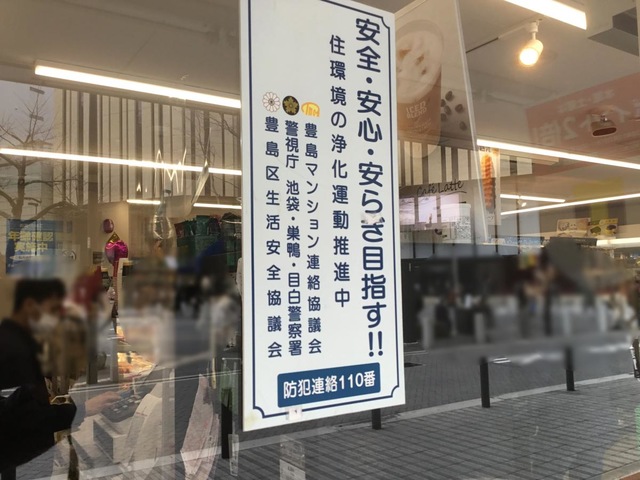 安全・安心・安らぎ目指す!!
住環境の浄化運動推進中
豊島マンション連絡協議会
警視庁 池袋・巣鴨・目白警察署
豊島区生活安全協議会
防犯連絡110番
Café Latte